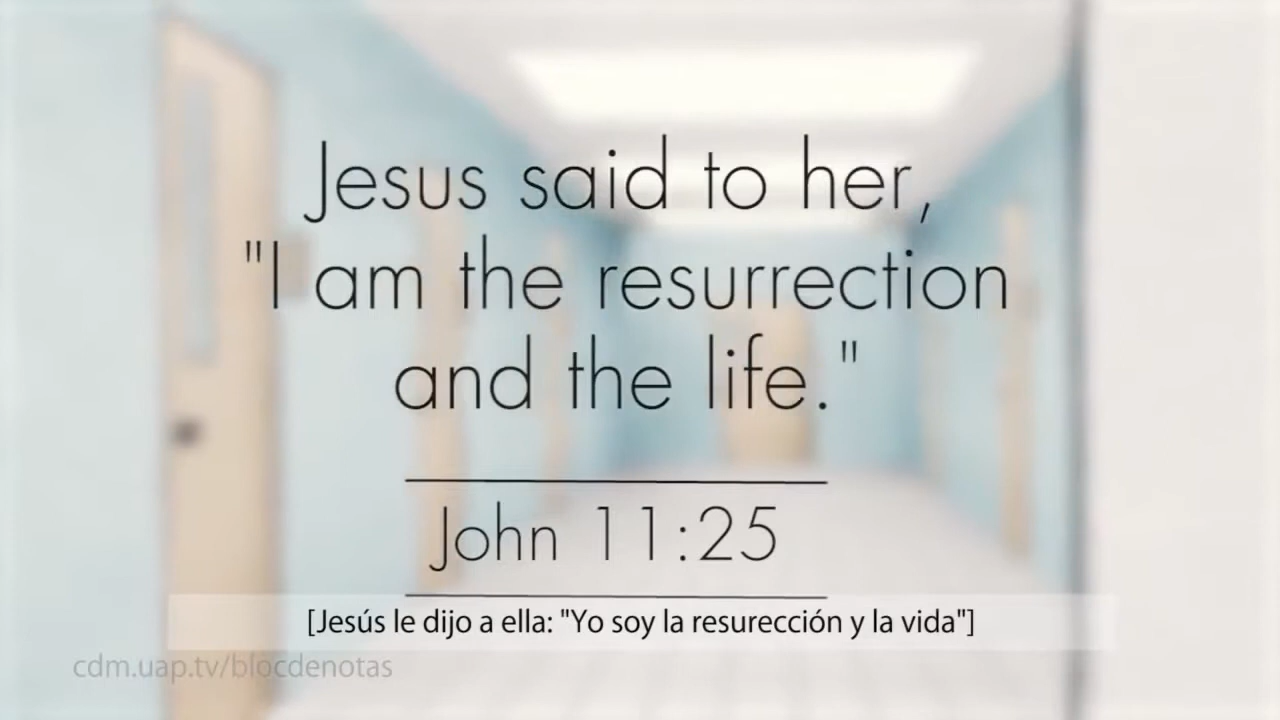 Jesus said to her,
"I am the resurrection
and the life."
John 11:25
[Jesús le dijo a ella: "Yo soy la resurección y la vida"]
cdm.uap.tv/blocdenotas